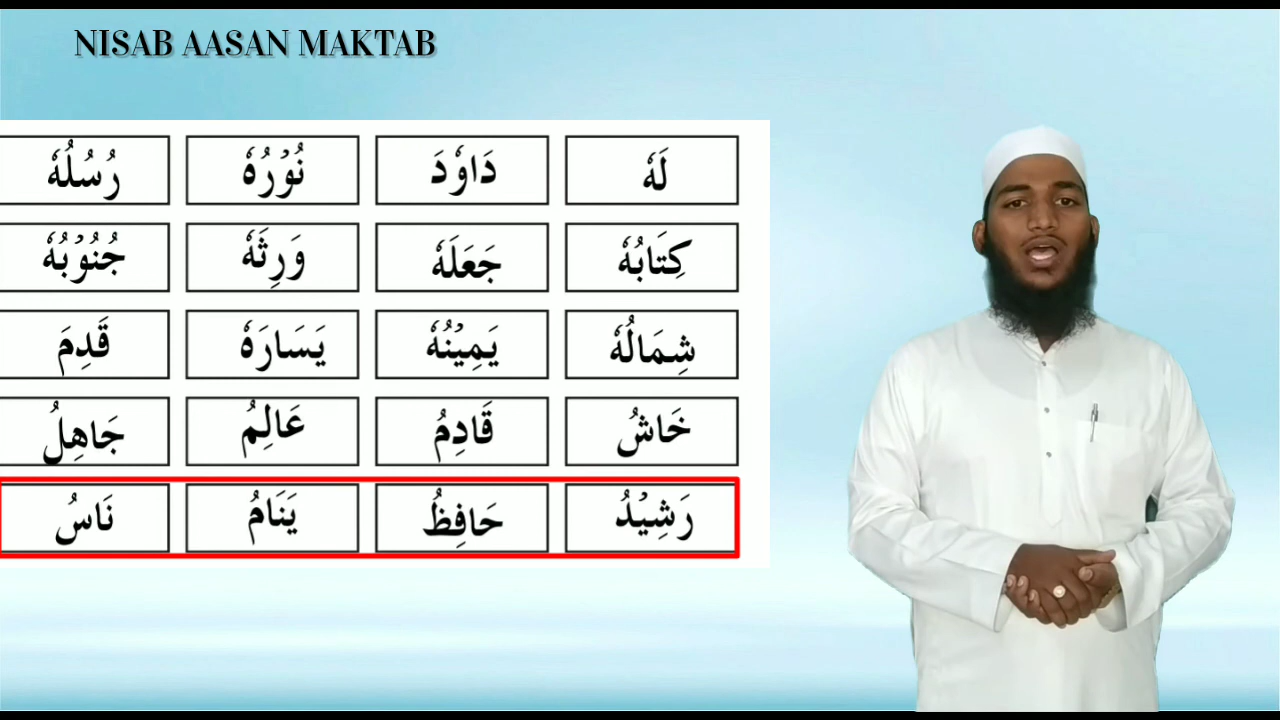 NISAB AASAN MAKTAB
لَهٗ دَاوٗدَ نُوْرُهٗ رُسُلُهٗ
كِتَابُهٗ جَعَلَهٗ وَرِثَهٗ جُنُوْبُهٗ
شِمَالُهٗ يَمِيْنُهٗ يَسَارَهٗ قَدِمَ
خَاشُ قَادِمُ عَالِمُ جَاهِلُ
رَشِيْدُ حَافِظُ يَنَامُ نَاسُ